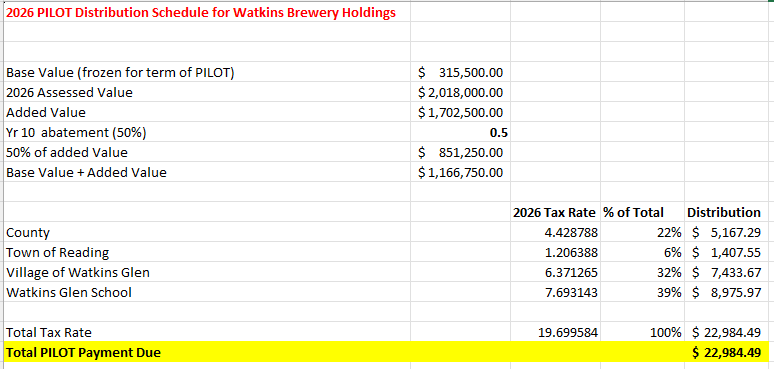 2026 PILOT Distribution Schedule for Watkins Brewery Holdings
Base Value (frozen for term of PILOT) $ 315,500.00
2026 Assessed Value $ 2,018,000.00
Added Value $ 1,702,500.00
Yr 10 abatement (50%) 0.5
50% of added Value $ 851,250.00
Base Value + Added Value $ 1,166,750.00
2026 Tax Rate % of Total Distribution
County 4.428788 22% $ 5,167.29
Town of Reading 1.206388 6% $ 1,407.55
Village of Watkins Glen 6.371265 32% $ 7,433.67
Watkins Glen School 7.693143 39% $ 8,975.97
Total Tax Rate 19.699584 100% $ 22,984.49
Total PILOT Payment Due $ 22,984.49